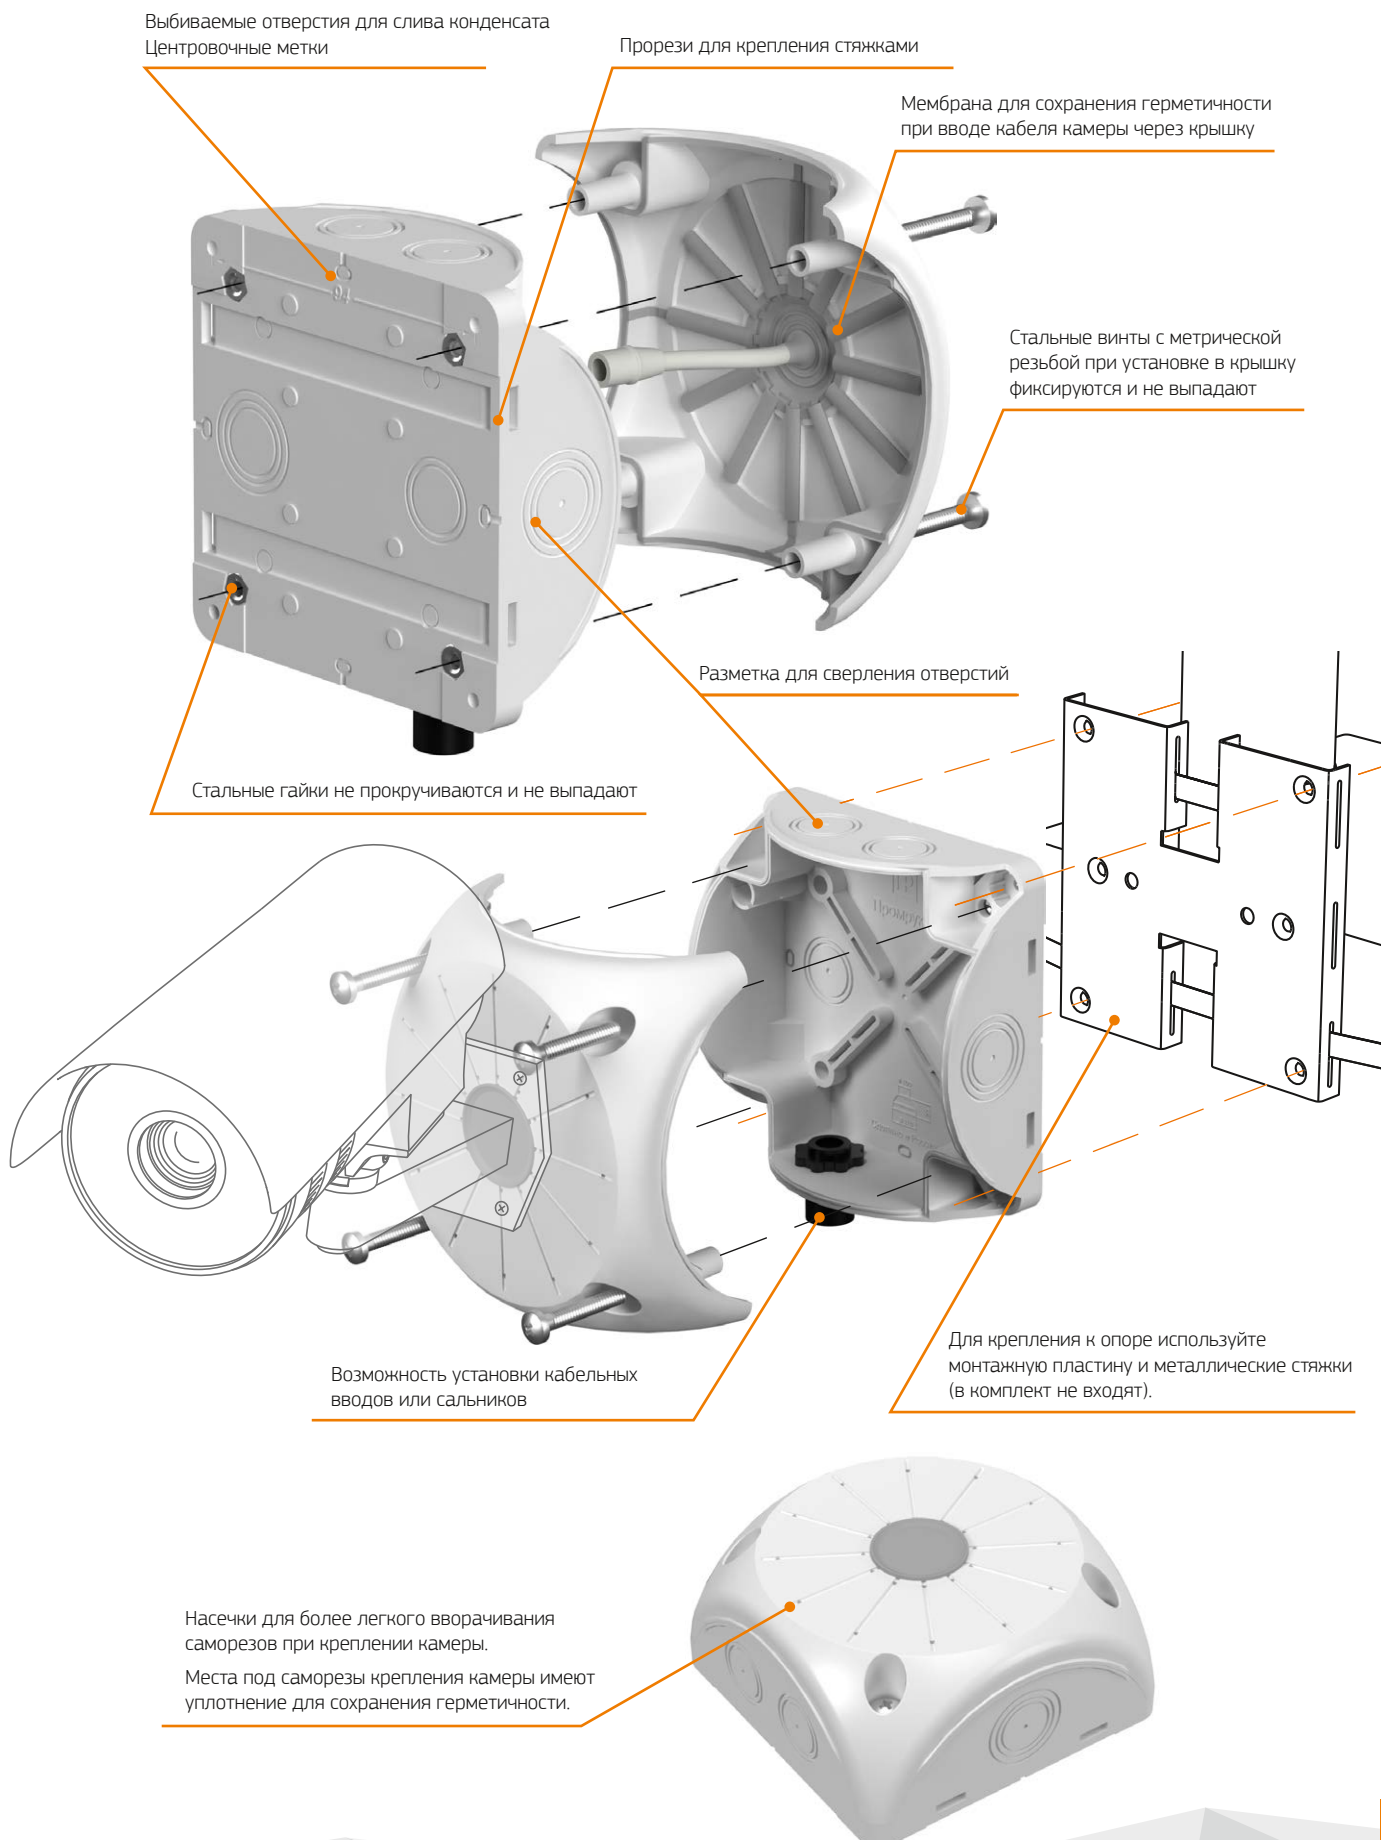 Выбиваемые отверстия для слива конденсата
Центровочные метки
Прорези для крепления стяжками
Мембрана для сохранения герметичности
при вводе кабеля камеры через крышку
Стальные винты с метрической
резьбой при установке в крышку
фиксируются и не выпадают
Разметка для сверления отверстий
Стальные гайки не прокручиваются и не выпадают
Для крепления к опоре используйте
монтажную пластину и металлические стяжки
(в комплект не входят).
Возможность установки кабельных
вводов или сальников
Насечки для более легкого вворачивания
саморезов при креплении камеры.
Места под саморезы крепления камеры имеют
уплотнение для сохранения герметичности.